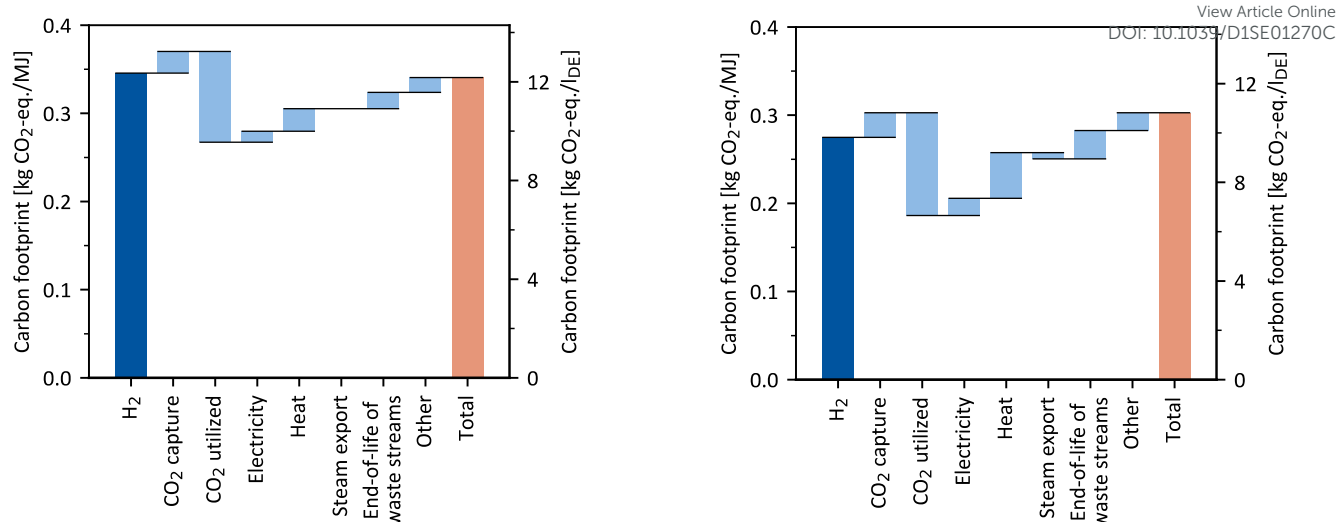 View Article Online
DOI: 10.1039/D1SE01270C
Carbon footprint [kg CO₂-eq./MJ]
0.4
0.3
0.2
0.1
0.0
12
8
4
0
Carbon footprint [kg CO₂-eq./lDE]
H₂
CO₂ capture
CO₂ utilized
Electricity
Heat
Steam export
End-of-life of
waste streams
Other
Total
Carbon footprint [kg CO₂-eq./MJ]
0.4
0.3
0.2
0.1
0.0
12
8
4
0
Carbon footprint [kg CO₂-eq./lDE]
H₂
CO₂ capture
CO₂ utilized
Electricity
Heat
Steam export
End-of-life of
waste streams
Other
Total